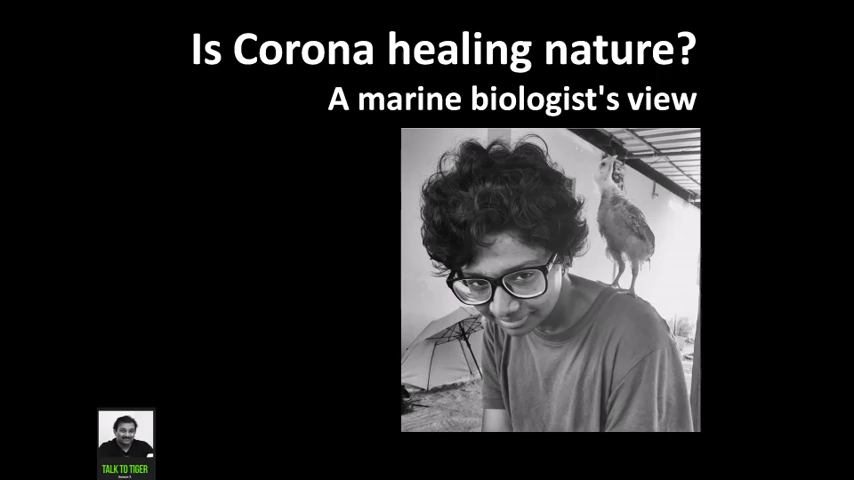 Is Corona healing nature?
A marine biologist's view
TALK TO TIGER